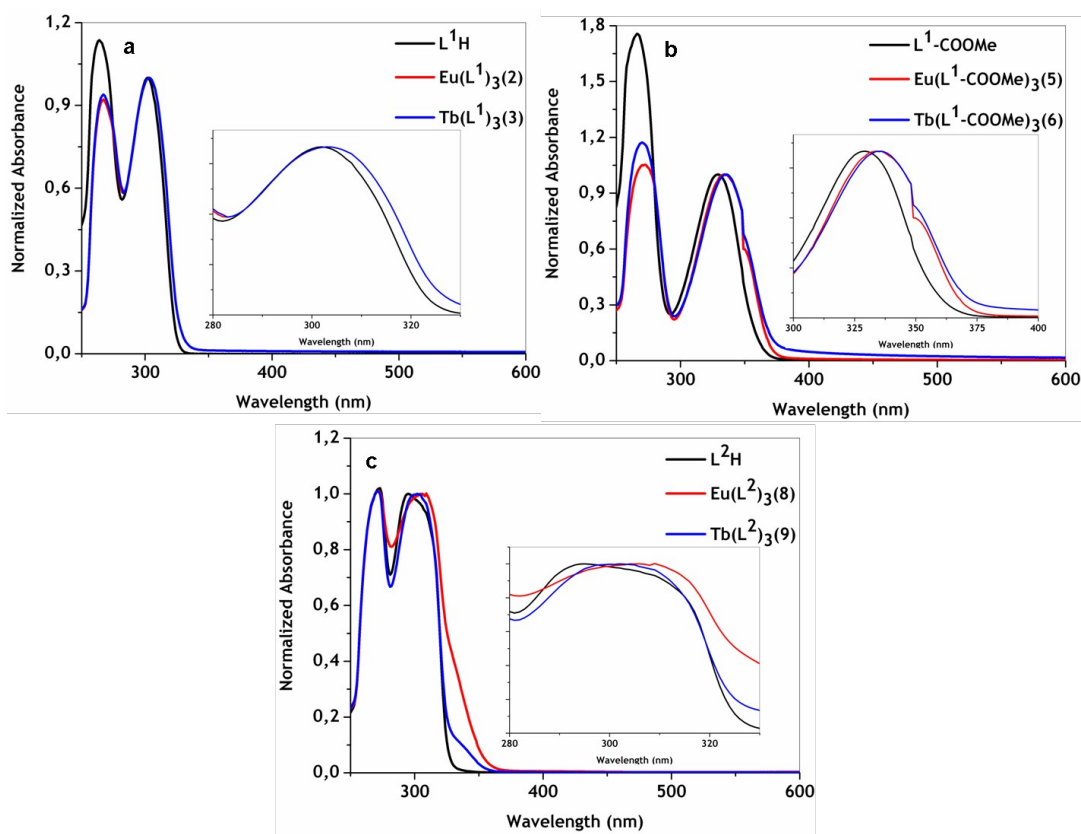 a
L¹H
Eu(L¹)₃(2)
Tb(L¹)₃(3)
Normalized Absorbance
1,2
0,9
0,6
0,3
0,0
280 300 320
Wavelength (nm)
300 400 500 600
Wavelength (nm)
b
L¹-COOMe
Eu(L¹-COOMe)₃(5)
Tb(L¹-COOMe)₃(6)
Normalized Absorbance
1,8
1,5
1,2
0,9
0,6
0,3
0,0
300 325 350 375 400
Wavelength (nm)
300 400 500 600
Wavelength (nm)
c
L²H
Eu(L²)₃(8)
Tb(L²)₃(9)
Normalized Absorbance
1,2
1,0
0,8
0,6
0,4
0,2
0,0
280 300 320
Wavelength (nm)
300 400 500 600
Wavelength (nm)